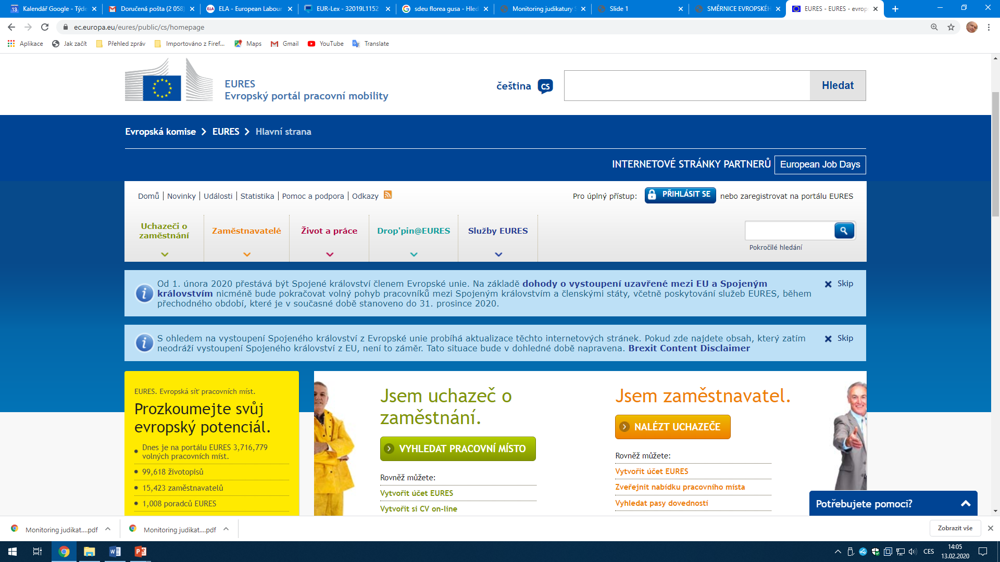 Kalendář Google - Týde
Doručená pošta (2 058)
ELA - European Labour
EUR-Lex - 32019L1152
sdeu florea gusa - Hled
Monitoring judikatury S
Slide 1
SMĚRNICE EVROPSKÉH
EURES - EURES - evrop
ec.europa.eu/eures/public/cs/homepage
Aplikace
Jak začít
Přehled zpráv
Importováno z Firef...
Maps
Gmail
YouTube
Translate
EURES
Evropský portál pracovní mobility
čeština cs
Hledat
Evropská komise > EURES > Hlavní strana
INTERNETOVÉ STRÁNKY PARTNERŮ European Job Days
Domů | Novinky | Události | Statistika | Pomoc a podpora | Odkazy
Pro úplný přístup: PŘIHLÁSIT SE nebo zaregistrovat na portálu EURES
Uchazeči o
zaměstnání
Zaměstnavatelé
Život a práce
Drop'pin@EURES
Služby EURES
Pokročilé hledání
Od 1. února 2020 přestává být Spojené království členem Evropské unie. Na základě dohody o vystoupení uzavřené mezi EU a Spojeným
královstvím nicméně bude pokračovat volný pohyb pracovníků mezi Spojeným královstvím a členskými státy, včetně poskytování služeb EURES, během
přechodného období, které je v současné době stanoveno do 31. prosince 2020.
Skip
S ohledem na vystoupení Spojeného království z Evropské unie probíhá aktualizace těchto internetových stránek. Pokud zde najdete obsah, který zatím
neodráží vystoupení Spojeného království z EU, není to záměr. Tato situace bude v dohledné době napravena. Brexit Content Disclaimer
Skip
EURES. Evropská síť pracovních míst.
Prozkoumejte svůj
evropský potenciál.
Dnes je na portálu EURES 3,716,779
volných pracovních míst.
99,618 životopisů
15,423 zaměstnavatelů
1,008 poradců EURES
Jsem uchazeč o
zaměstnání.
VYHLEDAT PRACOVNÍ MÍSTO
Rovněž můžete:
Vytvořit účet EURES
Vytvořit si CV on-line
Jsem zaměstnavatel.
NALÉZT UCHAZEČE
Rovněž můžete:
Vytvořit účet EURES
Zveřejnit nabídku pracovního místa
Vyhledat pasy dovedností
Potřebujete pomoci?
Monitoring judikat....pdf
Monitoring judikat....pdf
Zobrazit vše
CES
14:05
13.02.2020